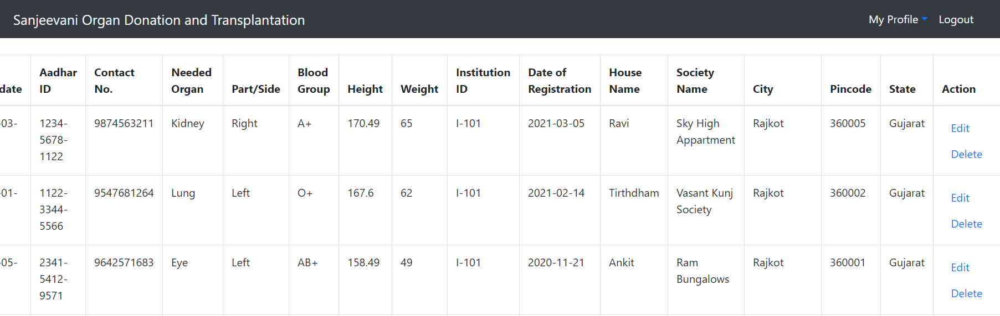 Sanjeevani Organ Donation and Transplantation My Profile Logout
date Aadhar ID Contact No. Needed Organ Part/Side Blood Group Height Weight Institution ID Date of Registration House Name Society Name City Pincode State Action
-03- 1234-5678-1122 9874563211 Kidney Right A+ 170.49 65 I-101 2021-03-05 Ravi Sky High Appartment Rajkot 360005 Gujarat Edit Delete
-01- 1122-3344-5566 9547681264 Lung Left O+ 167.6 62 I-101 2021-02-14 Tirthdham Vasant Kunj Society Rajkot 360002 Gujarat Edit Delete
-05- 2341-5412-9571 9642571683 Eye Left AB+ 158.49 49 I-101 2020-11-21 Ankit Ram Bungalows Rajkot 360001 Gujarat Edit Delete